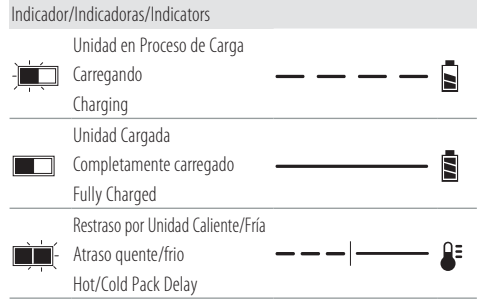 Indicador/Indicadoras/Indicators
Unidad en Proceso de Carga
Carregando
Charging
Unidad Cargada
Completamente carregado
Fully Charged
Restraso por Unidad Caliente/Fría
Atraso quente/frio
Hot/Cold Pack Delay